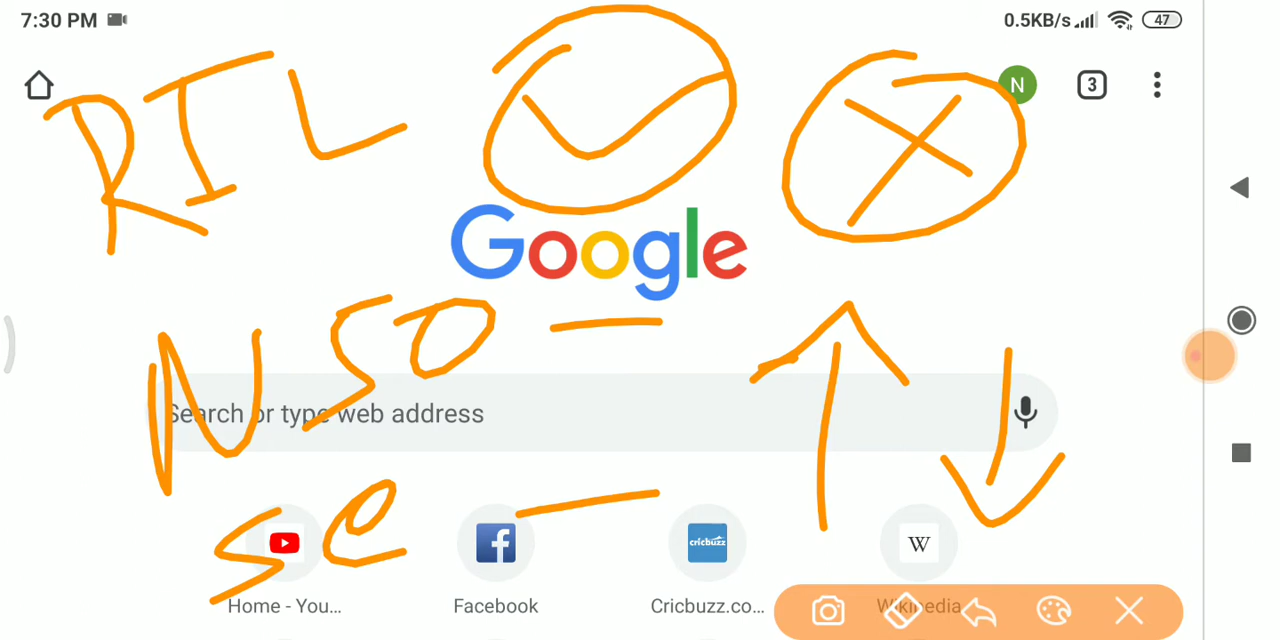 7:30 PM 0.5KB/s 47
RIL N 3
Google
N 50
Search or type web address
se
cricbuzz W
Home - You... Facebook Cricbuzz.co... Wikipedia